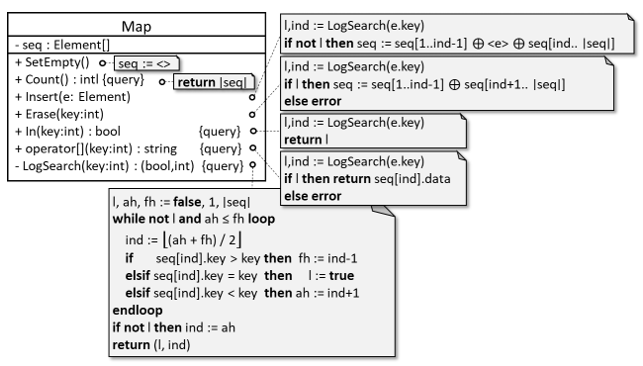 Map
- seq : Element[]
+ SetEmpty()
seq := <>
+ Count() : intl {query}
return |seq|
+ Insert(e: Element)
+ Erase(key:int)
+ In(key:int) : bool {query}
+ operator[](key:int) : string {query}
- LogSearch(key:int) : (bool,int) {query}
l,ind := LogSearch(e.key)
if not l then seq := seq[1..ind-1] ⊕ <e> ⊕ seq[ind.. |seq|]
l,ind := LogSearch(e.key)
if l then seq := seq[1..ind-1] ⊕ seq[ind+1.. |seq|]
else error
l,ind := LogSearch(e.key)
return l
l,ind := LogSearch(e.key)
if l then return seq[ind].data
else error
l, ah, fh := false, 1, |seq|
while not l and ah ≤ fh loop
ind := ⌊(ah + fh) / 2⌋
if seq[ind].key > key then fh := ind-1
elsif seq[ind].key = key then l := true
elsif seq[ind].key < key then ah := ind+1
endloop
if not l then ind := ah
return (l, ind)